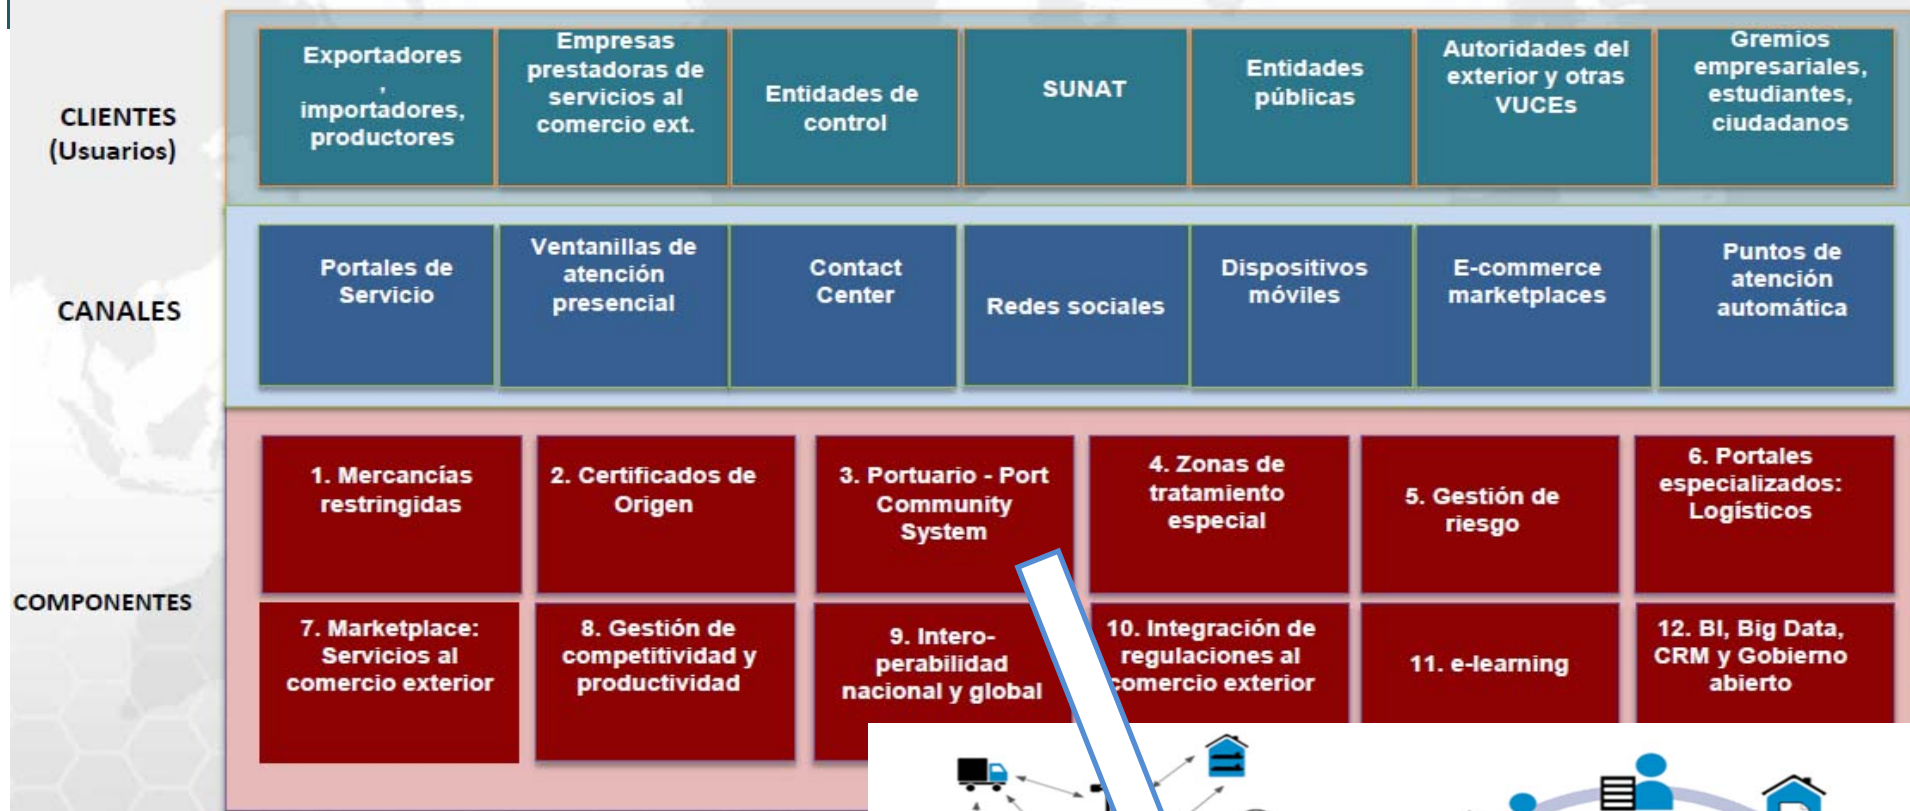 CLIENTES
(Usuarios)
Exportadores
,
importadores,
productores
Empresas
prestadoras de
servicios al
comercio ext.
Entidades de
control
SUNAT
Entidades
públicas
Autoridades del
exterior y otras
VUCEs
Gremios
empresariales,
estudiantes,
ciudadanos
CANALES
Portales de
Servicio
Ventanillas de
atención
presencial
Contact
Center
Redes sociales
Dispositivos
móviles
E-commerce
marketplaces
Puntos de
atención
automática
COMPONENTES
1. Mercancías
restringidas
2. Certificados de
Origen
3. Portuario - Port
Community
System
4. Zonas de
tratamiento
especial
5. Gestión de
riesgo
6. Portales
especializados:
Logísticos
7. Marketplace:
Servicios al
comercio exterior
8. Gestión de
competitividad y
productividad
9. Intero-
perabilidad
nacional y global
10. Integración de
regulaciones al
comercio exterior
11. e-learning
12. BI, Big Data,
CRM y Gobierno
abierto